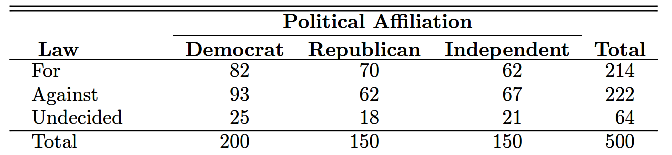 Political Affiliation
Law Democrat Republican Independent Total
For 82 70 62 214
Against 93 62 67 222
Undecided 25 18 21 64
Total 200 150 150 500